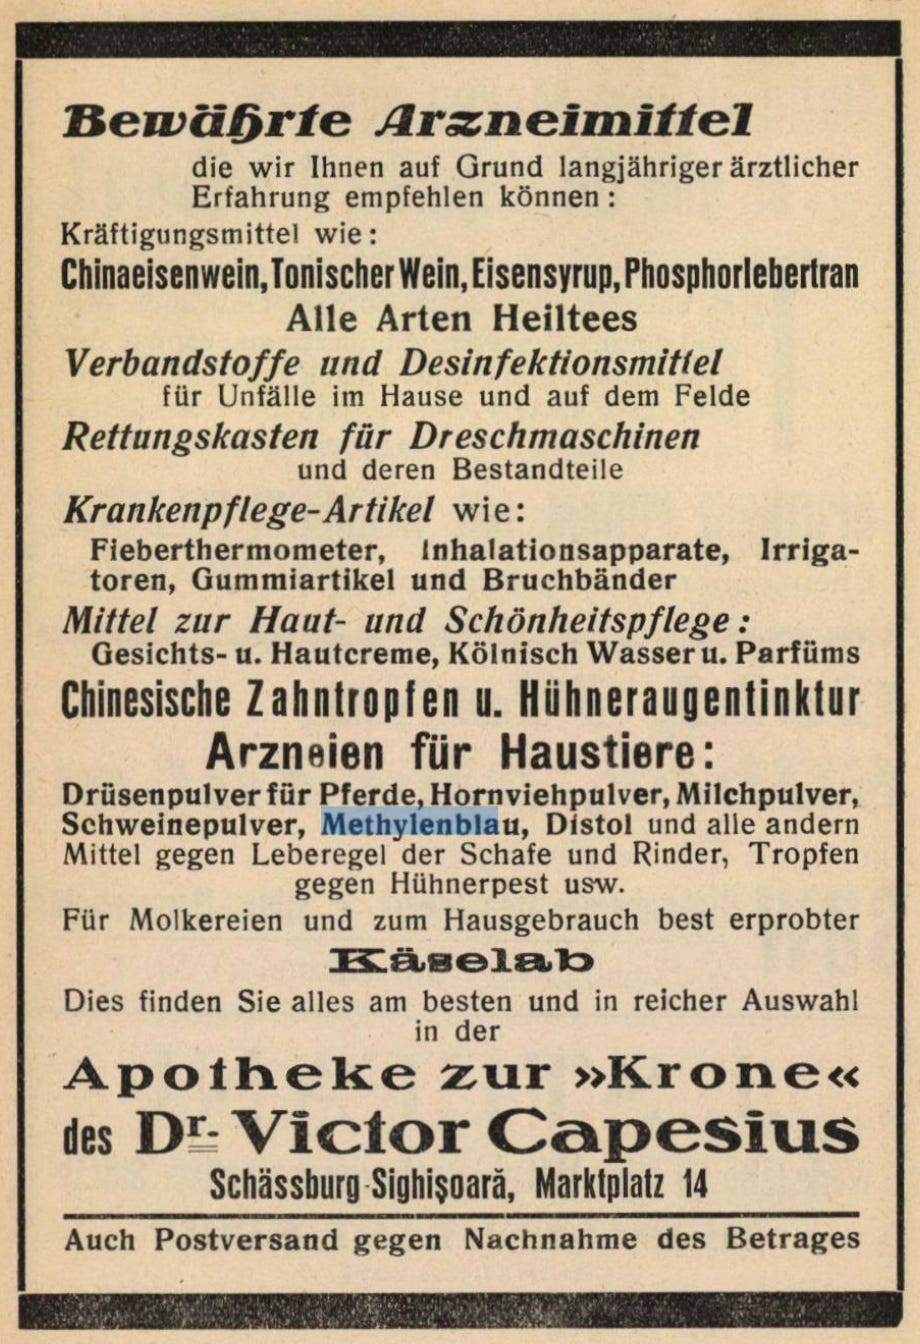 Bewährte Arzneimittel
die wir Ihnen auf Grund langjähriger ärztlicher
Erfahrung empfehlen können:
Kräftigungsmittel wie:
Chinaeisenwein, Tonischer Wein, Eisensyrup, Phosphorlebertran
Alle Arten Heiltees
Verbandstoffe und Desinfektionsmittel
für Unfälle im Hause und auf dem Felde
Rettungskasten für Dreschmaschinen
und deren Bestandteile
Krankenpflege-Artikel wie:
Fieberthermometer, Inhalationsapparate, Irriga-
toren, Gummiartikel und Bruchbänder
Mittel zur Haut- und Schönheitspflege:
Gesichts- u. Hautcreme, Kölnisch Wasser u. Parfüms
Chinesische Zahntropfen u. Hühneraugentinktur
Arzneien für Haustiere:
Drüsenpulver für Pferde, Hornviehpulver, Milchpulver,
Schweinepulver, Methylenblau, Distol und alle andern
Mittel gegen Leberegel der Schafe und Rinder, Tropfen
gegen Hühnerpest usw.
Für Molkereien und zum Hausgebrauch best erprobter
Käselab
Dies finden Sie alles am besten und in reicher Auswahl
in der
Apotheke zur »Krone«
des Dr. Victor Capesius
Schässburg-Sighişoară, Marktplatz 14
Auch Postversand gegen Nachnahme des Betrages